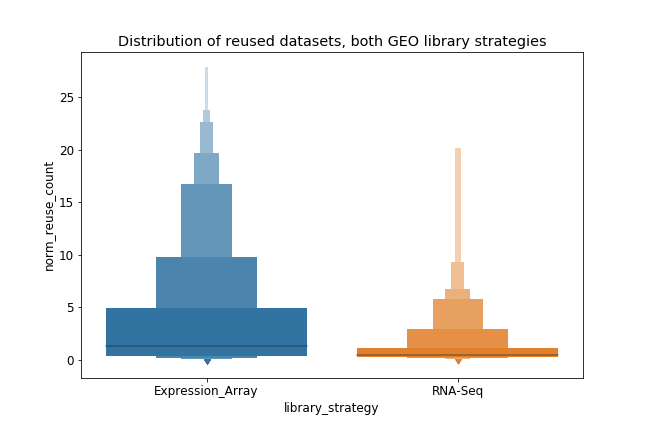 Distribution of reused datasets, both GEO library strategies
norm_reuse_count
25
20
15
10
5
0
Expression_Array
RNA-Seq
library_strategy